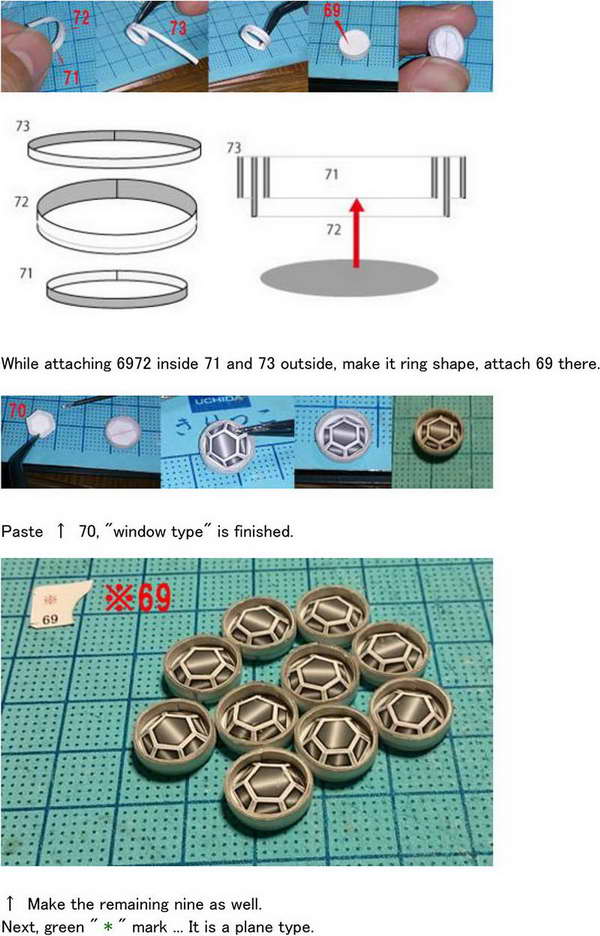 72
73
71
69
73
72
71
73
71
72
While attaching 6972 inside 71 and 73 outside, make it ring shape, attach 69 there.
70
UCHIDA
Paste ↑ 70, "window type" is finished.
※69
69
↑ Make the remaining nine as well.
Next, green " * " mark ... It is a plane type.